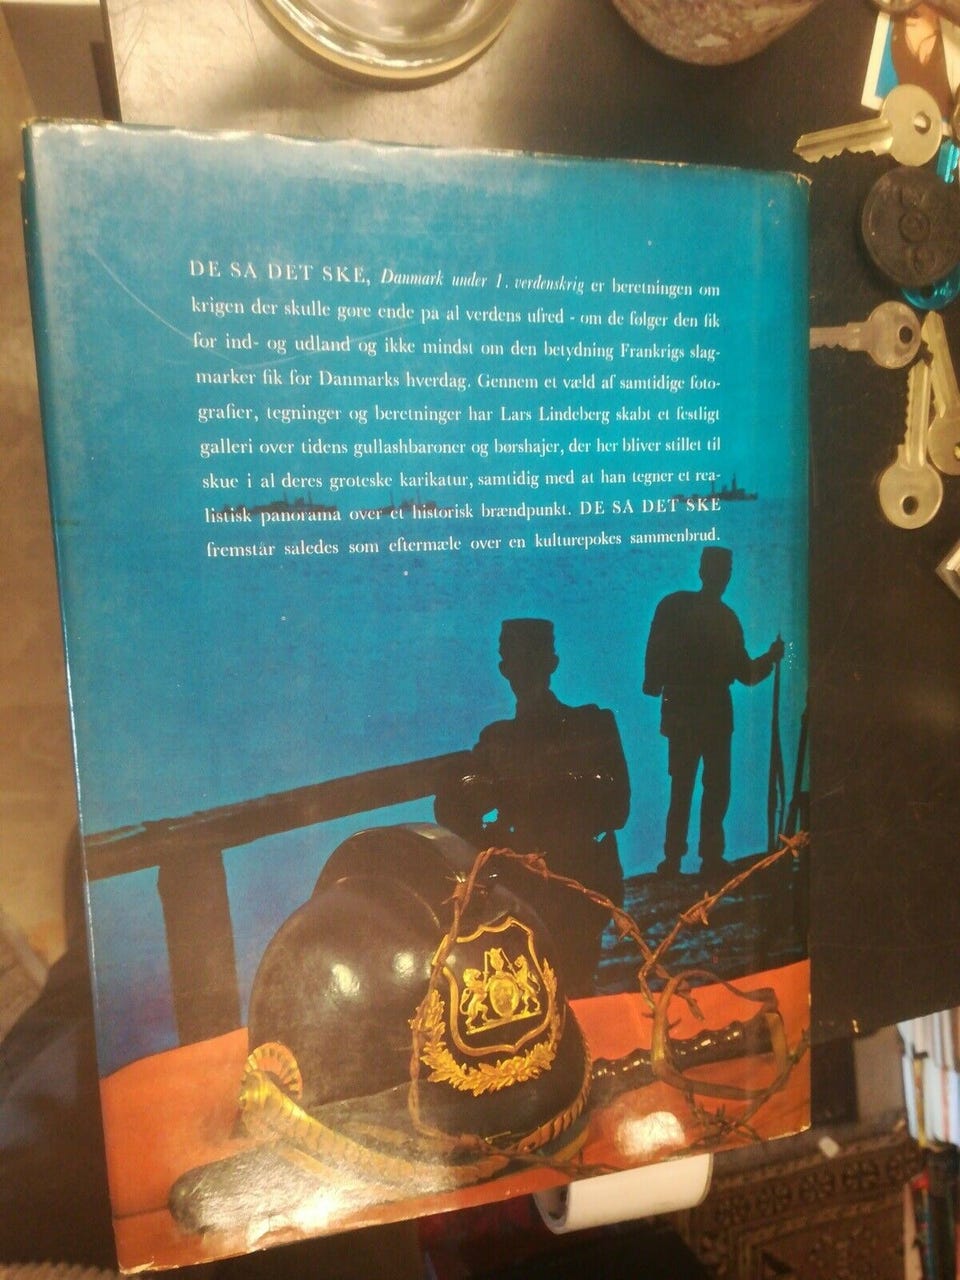 DE SÅ DET SKE, Danmark under 1. verdenskrig er beretningen om
krigen der skulle gøre ende på al verdens ufred - om de følger den fik
for ind- og udland og ikke mindst om den betydning Frankrigs slag-
marker fik for Danmarks hverdag. Gennem et væld af samtidige foto-
grafier, tegninger og beretninger har Lars Lindeberg skabt et festligt
galleri over tidens gullashbaroner og børshajer, der her bliver stillet til
skue i al deres groteske karikatur, samtidig med at han tegner et rea-
listisk panorama over et historisk brændpunkt. DE SÅ DET SKE
fremstår således som eftermæle over en kulturepokes sammenbrud.